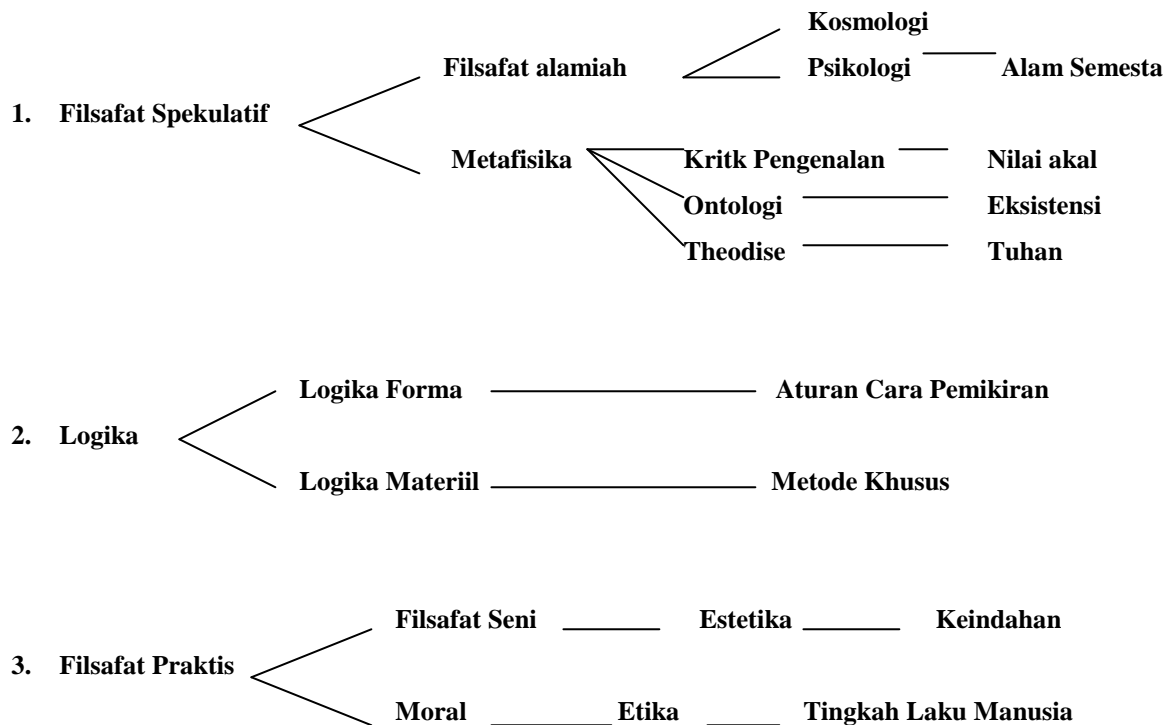 Kosmologi
Filsafat alamiah Psikologi Alam Semesta
1. Filsafat Spekulatif
Metafisika Kritk Pengenalan Nilai akal
Ontologi Eksistensi
Theodise Tuhan
Logika Forma Aturan Cara Pemikiran
2. Logika
Logika Materiil Metode Khusus
Filsafat Seni Estetika Keindahan
3. Filsafat Praktis
Moral Etika Tingkah Laku Manusia